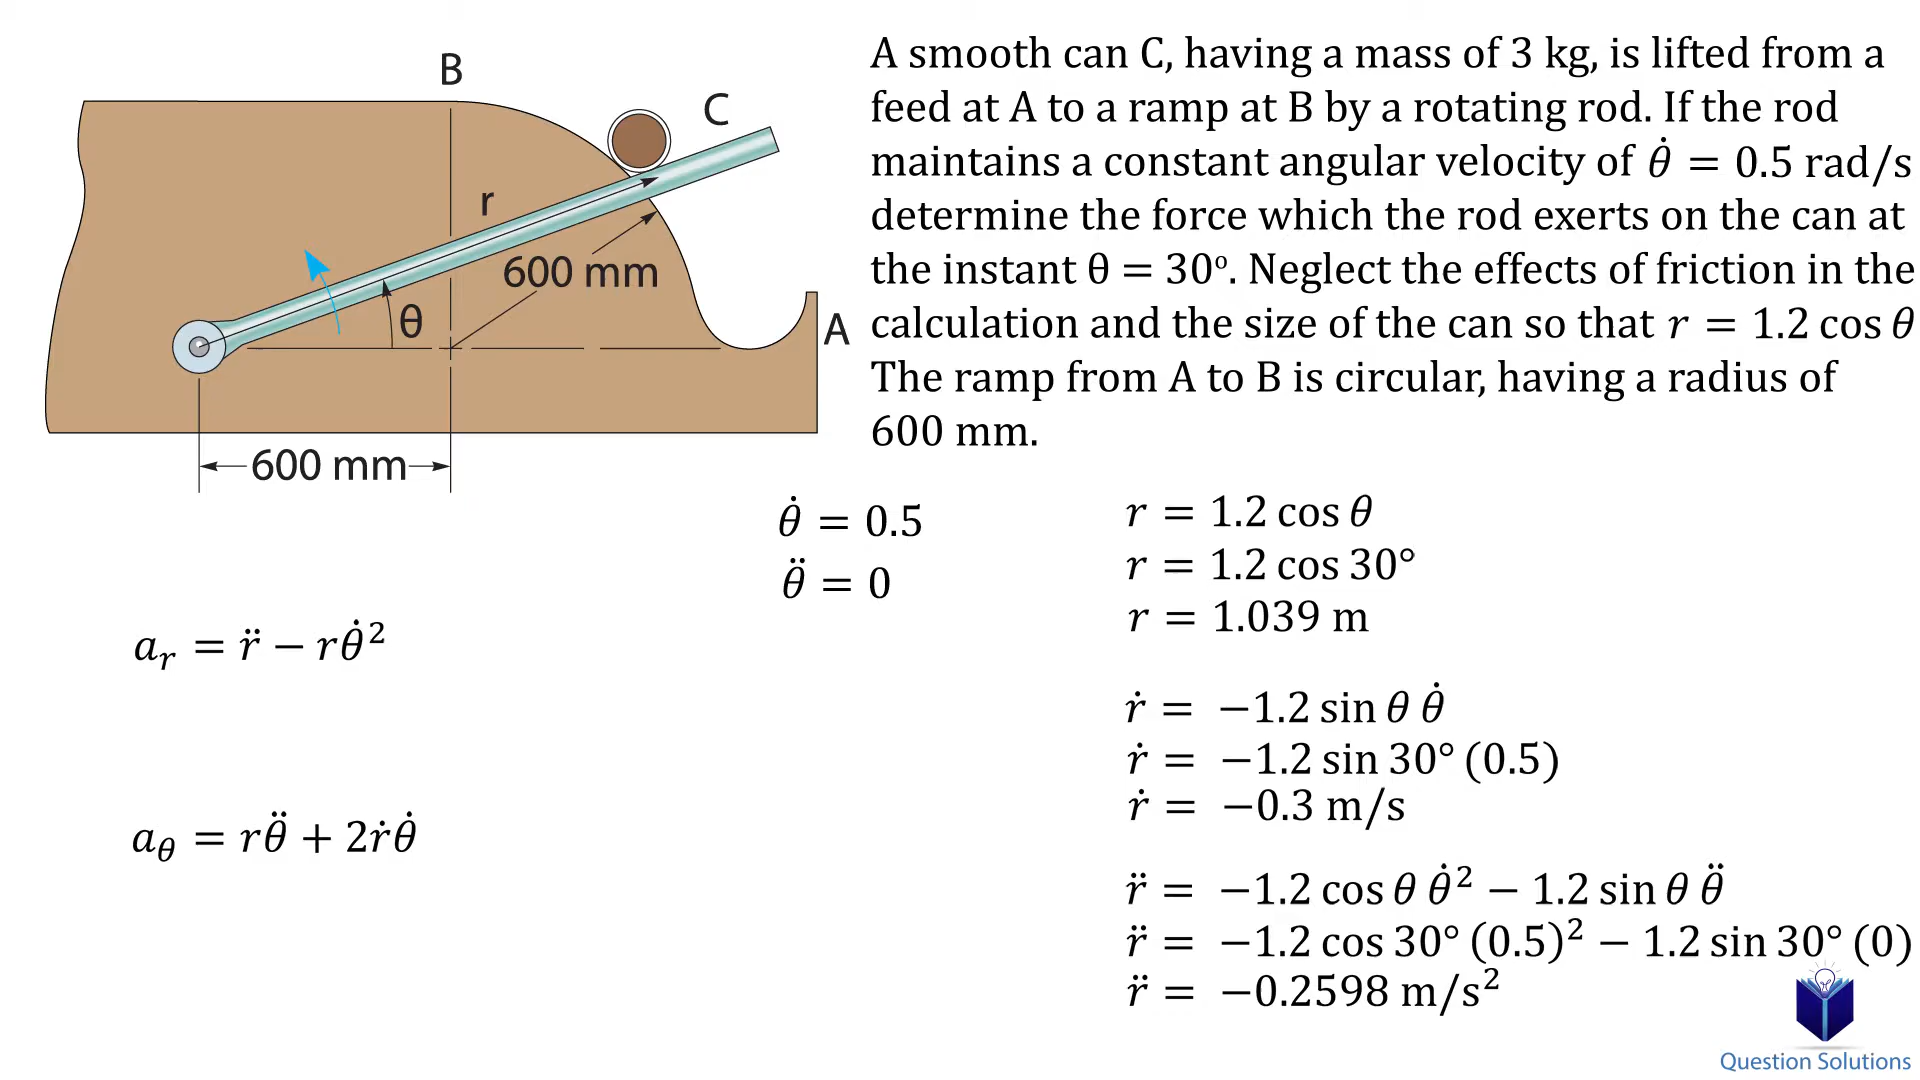 B
C
r
600 mm
θ
A
600 mm
A smooth can C, having a mass of 3 kg, is lifted from a
feed at A to a ramp at B by a rotating rod. If the rod
maintains a constant angular velocity of θ̇ = 0.5 rad/s
determine the force which the rod exerts on the can at
the instant θ = 30º. Neglect the effects of friction in the
calculation and the size of the can so that r = 1.2 cos θ
The ramp from A to B is circular, having a radius of
600 mm.
θ̇ = 0.5
θ̈ = 0
aᵣ = r̈ − rθ̇²
a_θ = rθ̈ + 2ṙθ̇
r = 1.2 cos θ
r = 1.2 cos 30°
r = 1.039 m
ṙ = −1.2 sin θ θ̇
ṙ = −1.2 sin 30° (0.5)
ṙ = −0.3 m/s
r̈ = −1.2 cos θ θ̇² − 1.2 sin θ θ̈
r̈ = −1.2 cos 30° (0.5)² − 1.2 sin 30° (0)
r̈ = −0.2598 m/s²
Question Solutions